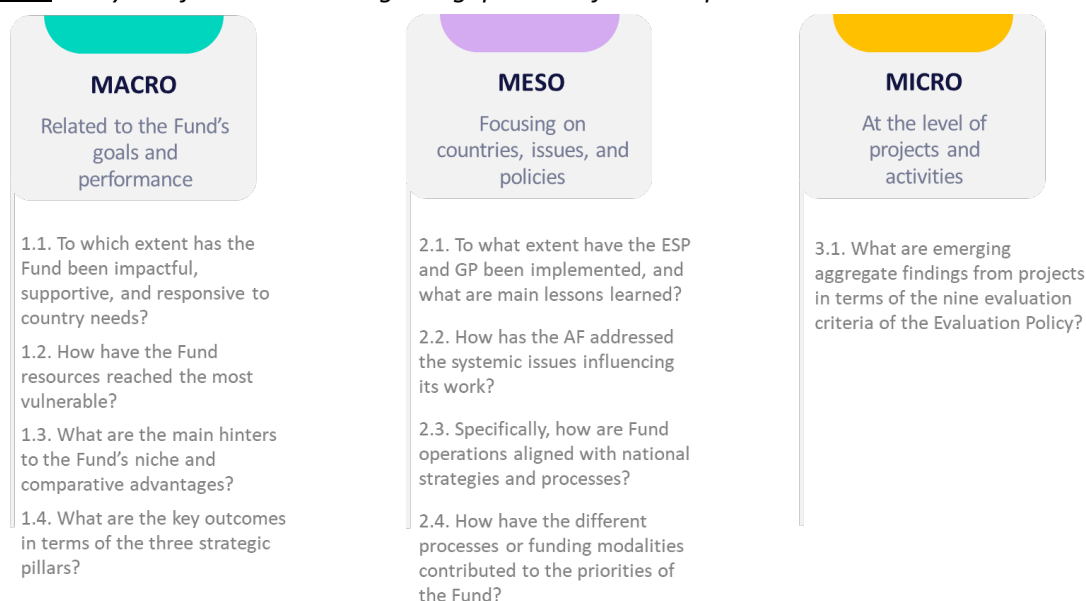 MACRO
Related to the Fund's
goals and
performance
1.1. To which extent has the
Fund been impactful,
supportive, and responsive to
country needs?
1.2. How have the Fund
resources reached the most
vulnerable?
1.3. What are the main hinters
to the Fund's niche and
comparative advantages?
1.4. What are the key outcomes
in terms of the three strategic
pillars?
MESO
Focusing on
countries, issues, and
policies
2.1. To what extent have the ESP
and GP been implemented, and
what are main lessons learned?
2.2. How has the AF addressed
the systemic issues influencing
its work?
2.3. Specifically, how are Fund
operations aligned with national
strategies and processes?
2.4. How have the different
processes or funding modalities
contributed to the priorities of
the Fund?
MICRO
At the level of
projects and
activities
3.1. What are emerging
aggregate findings from projects
in terms of the nine evaluation
criteria of the Evaluation Policy?